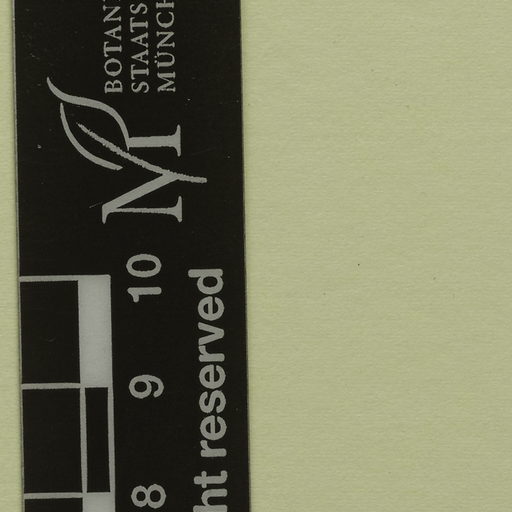 BOTAN
STAATS
MÜNCH
M
10
9
8
ht reserved